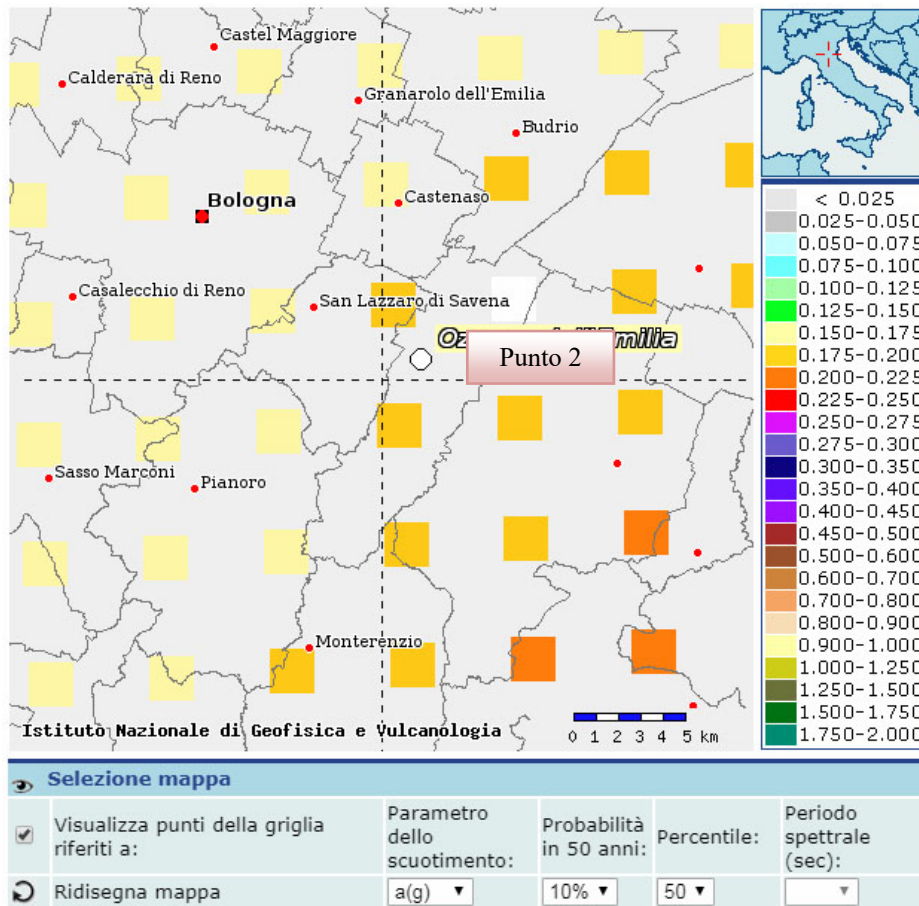 Castel Maggiore
Calderara di Reno
Granarolo dell'Emilia
Budrio
Bologna
Castenaso
Casalecchio di Reno
San Lazzaro di Savena
Punto 2
Sasso Marconi
Pianoro
Monterenzio
Istituto Nazionale di Geofisica e Vulcanologia
0 1 2 3 4 5 km
< 0.025
0.025-0.050
0.050-0.075
0.075-0.100
0.100-0.125
0.125-0.150
0.150-0.175
0.175-0.200
0.200-0.225
0.225-0.250
0.250-0.275
0.275-0.300
0.300-0.350
0.350-0.400
0.400-0.450
0.450-0.500
0.500-0.600
0.600-0.700
0.700-0.800
0.800-0.900
0.900-1.000
1.000-1.250
1.250-1.500
1.500-1.750
1.750-2.000
Selezione mappa
Visualizza punti della griglia
riferiti a:
Parametro
dello
scuotimento:
Probabilità
in 50 anni:
Percentile:
Periodo
spettrale
(sec):
Ridisegna mappa
a(g)
10%
50